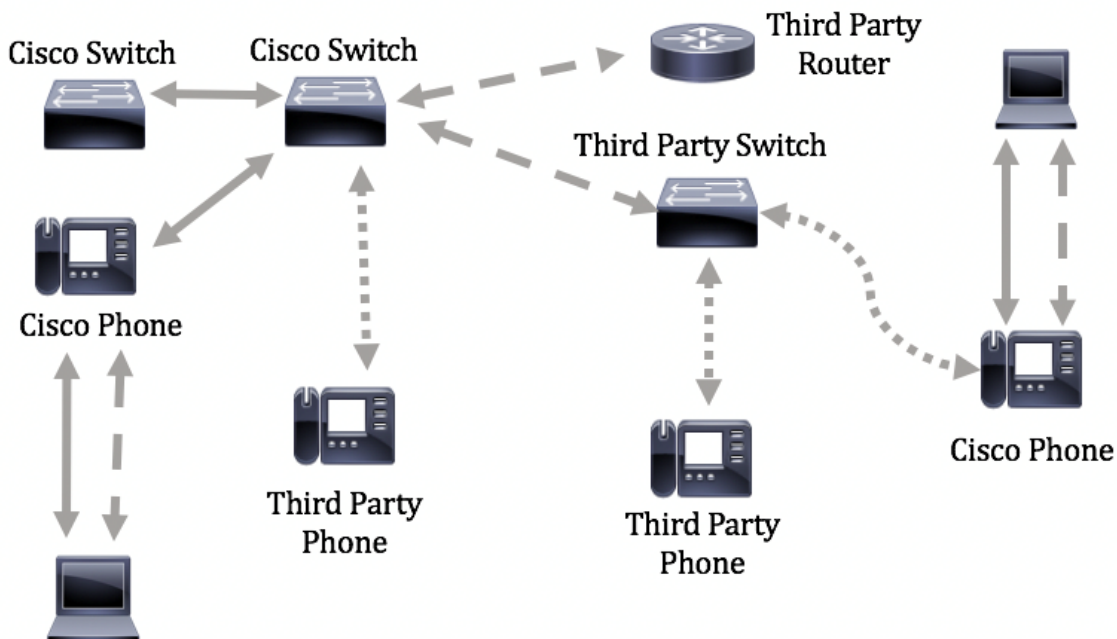 Cisco Switch
Cisco Switch
Third Party
Router
Third Party Switch
Cisco Phone
Cisco Phone
Third Party
Phone
Third Party
Phone